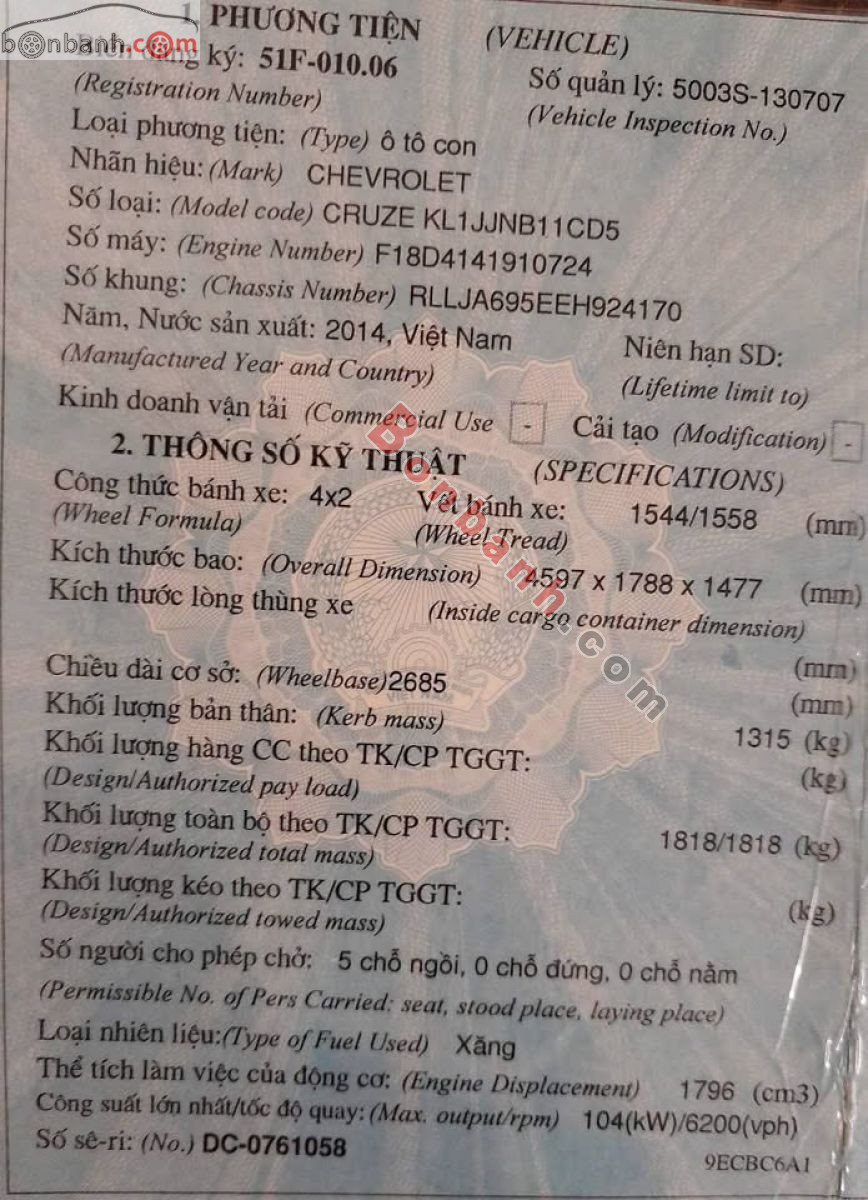 bonbanh.com
1. PHƯƠNG TIỆN (VEHICLE)
ký: 51F-010.06 Số quản lý: 5003S-130707
(Registration Number) (Vehicle Inspection No.)
Loại phương tiện: (Type) ô tô con
Nhãn hiệu: (Mark) CHEVROLET
Số loại: (Model code) CRUZE KL1JJNB11CD5
Số máy: (Engine Number) F18D4141910724
Số khung: (Chassis Number) RLLJA695EEH924170
Năm, Nước sản xuất: 2014, Việt Nam Niên hạn SD:
(Manufactured Year and Country) (Lifetime limit to)
Kinh doanh vận tải (Commercial Use - Cải tạo (Modification) -
2. THÔNG SỐ KỸ THUẬT (SPECIFICATIONS)
Công thức bánh xe: 4x2 Vết bánh xe: 1544/1558 (mm)
(Wheel Formula) (Wheel Tread)
Kích thước bao: (Overall Dimension) 4597 x 1788 x 1477 (mm)
Kích thước lòng thùng xe (Inside cargo container dimension)
(mm)
Chiều dài cơ sở: (Wheelbase)2685 (mm)
Khối lượng bản thân: (Kerb mass) 1315 (kg)
Khối lượng hàng CC theo TK/CP TGGT: (kg)
(Design/Authorized pay load)
Khối lượng toàn bộ theo TK/CP TGGT: 1818/1818 (kg)
(Design/Authorized total mass)
Khối lượng kéo theo TK/CP TGGT: (kg)
(Design/Authorized towed mass)
Số người cho phép chở: 5 chỗ ngồi, 0 chỗ đứng, 0 chỗ nằm
(Permissible No. of Pers Carried: seat, stood place, laying place)
Loại nhiên liệu:(Type of Fuel Used) Xăng
Thể tích làm việc của động cơ: (Engine Displacement) 1796 (cm3)
Công suất lớn nhất/tốc độ quay: (Max. output/rpm) 104(kW)/6200(vph)
Số sê-ri: (No.) DC-0761058 9ECBC6A1
Bonbanh.com